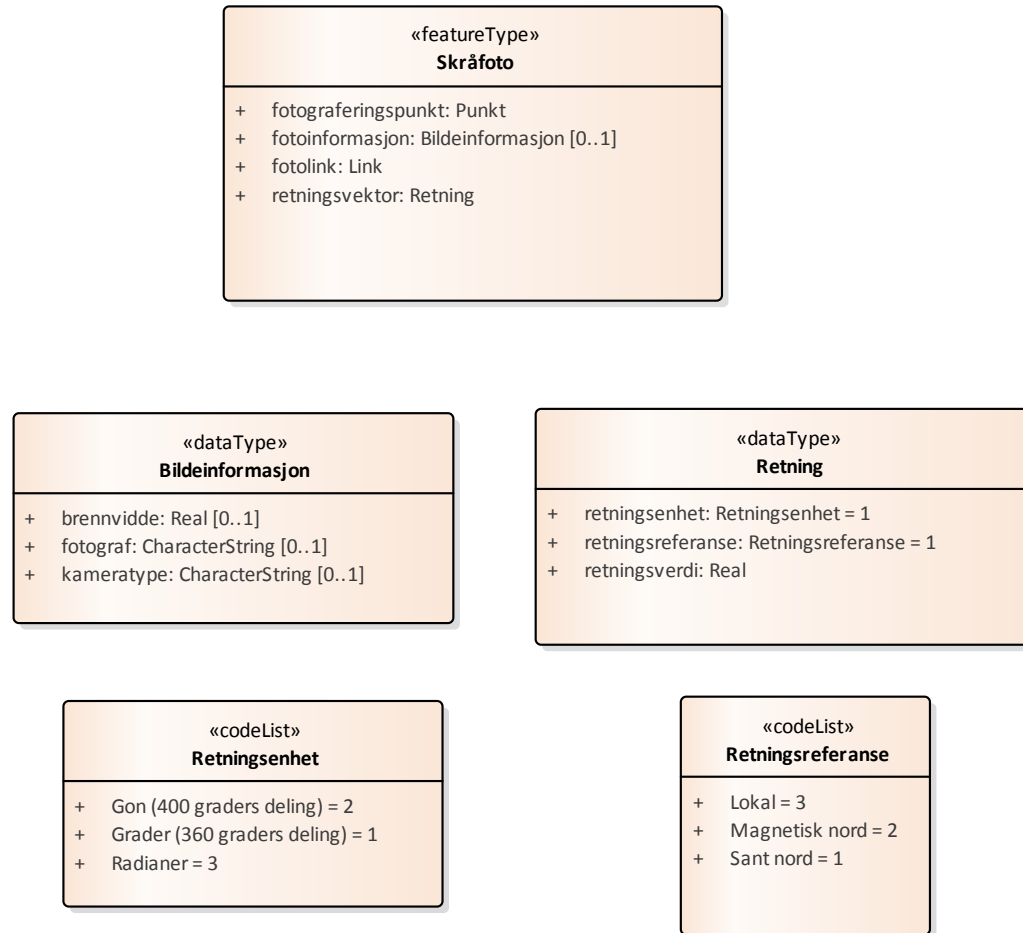 «featureType»
Skråfoto
+ fotograferingspunkt: Punkt
+ fotoinformasjon: Bildeinformasjon [0..1]
+ fotolink: Link
+ retningsvektor: Retning
«dataType»
Bildeinformasjon
+ brennvidde: Real [0..1]
+ fotograf: CharacterString [0..1]
+ kameratype: CharacterString [0..1]
«dataType»
Retning
+ retningsenhet: Retningsenhet = 1
+ retningsreferanse: Retningsreferanse = 1
+ retningsverdi: Real
«codeList»
Retningsenhet
+ Gon (400 graders deling) = 2
+ Grader (360 graders deling) = 1
+ Radianer = 3
«codeList»
Retningsreferanse
+ Lokal = 3
+ Magnetisk nord = 2
+ Sant nord = 1